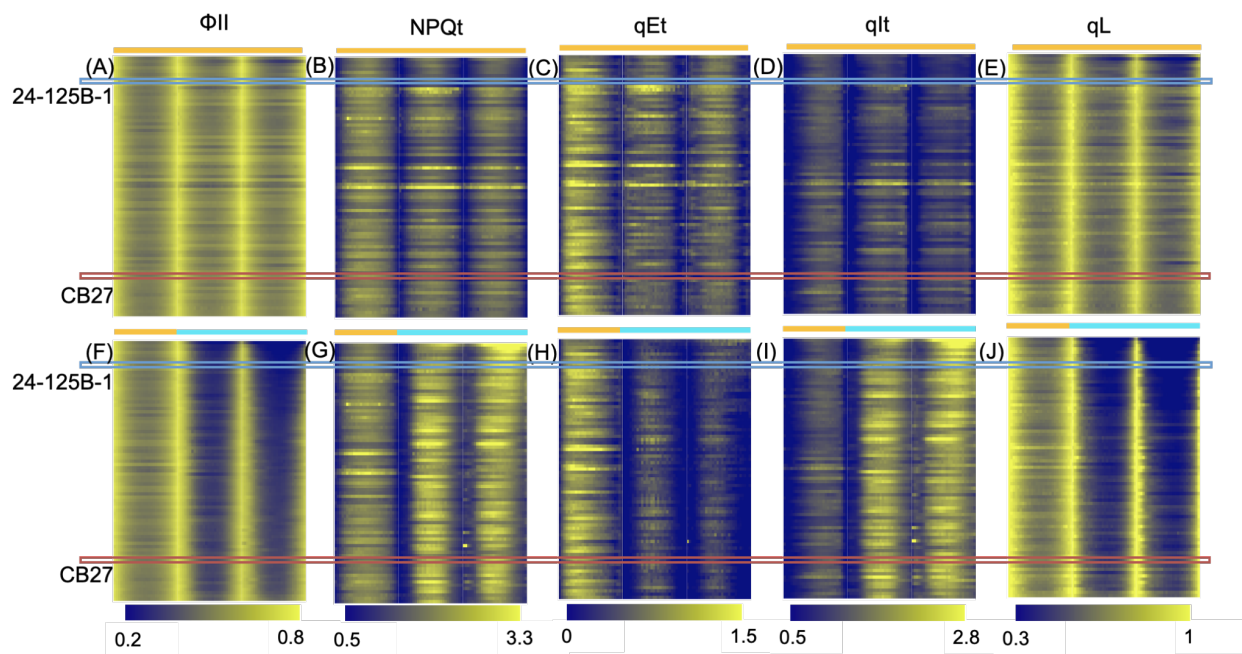 ΦII NPQt qEt qIt qL
(A) (B) (C) (D) (E)
24-125B-1
CB27
(F) (G) (H) (I) (J)
24-125B-1
CB27
0.2 0.8 0.5 3.3 0 1.5 0.5 2.8 0.3 1